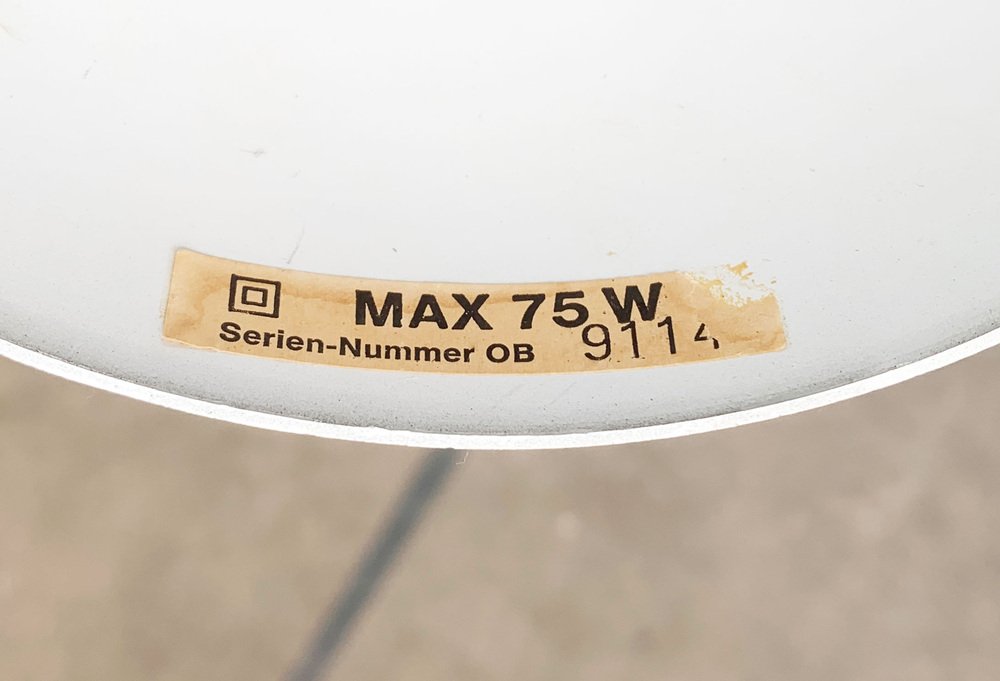 MAX 75 W
Serien-Nummer OB 9114